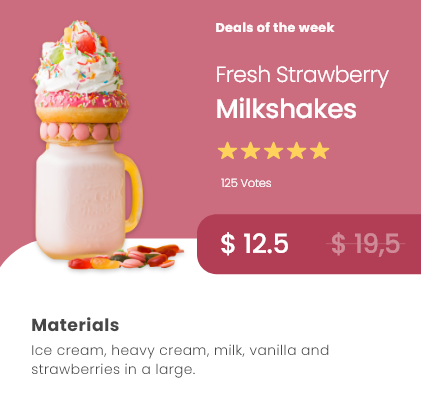 Deals of the week
Fresh Strawberry
Milkshakes
125 Votes
$ 12.5
$ 19,5
Materials
Ice cream, heavy cream, milk, vanilla and
strawberries in a large.